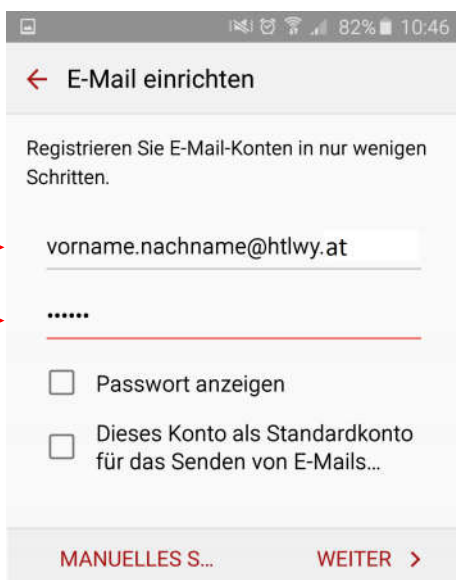 82% 10:46
E-Mail einrichten
Registrieren Sie E-Mail-Konten in nur wenigen
Schritten.
vorname.nachname@htlwy.at
••••••
Passwort anzeigen
Dieses Konto als Standardkonto
für das Senden von E-Mails...
MANUELLES S... WEITER >